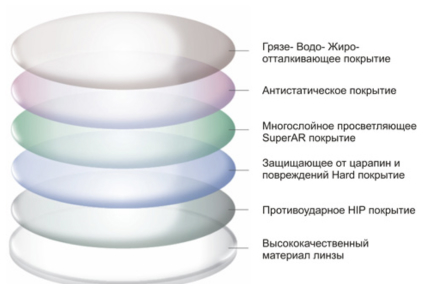 Грязе- Водо- Жиро-
отталкивающее покрытие
Антистатическое покрытие
Многослойное просветляющее
SuperAR покрытие
Защищающее от царапин и
повреждений Hard покрытие
Противоударное HIP покрытие
Высококачественный
материал линзы